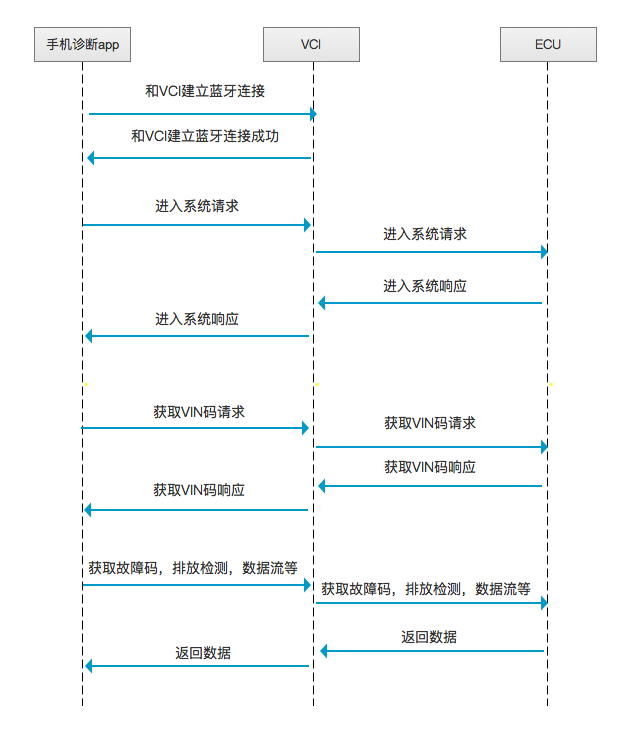 手机诊断app
VCI
ECU
和VCI建立蓝牙连接
和VCI建立蓝牙连接成功
进入系统请求
进入系统请求
进入系统响应
进入系统响应
获取VIN码请求
获取VIN码请求
获取VIN码响应
获取VIN码响应
获取故障码，排放检测，数据流等
获取故障码，排放检测，数据流等
返回数据
返回数据